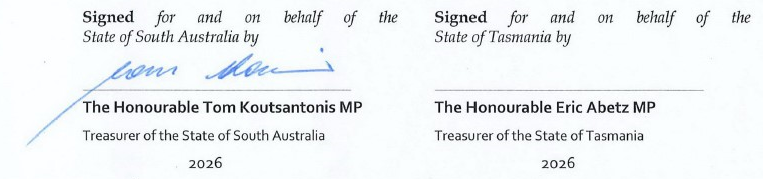 Signed for and on behalf of the
State of South Australia by
The Honourable Tom Koutsantonis MP
Treasurer of the State of South Australia
2026
Signed for and on behalf of the
State of Tasmania by
The Honourable Eric Abetz MP
Treasurer of the State of Tasmania
2026